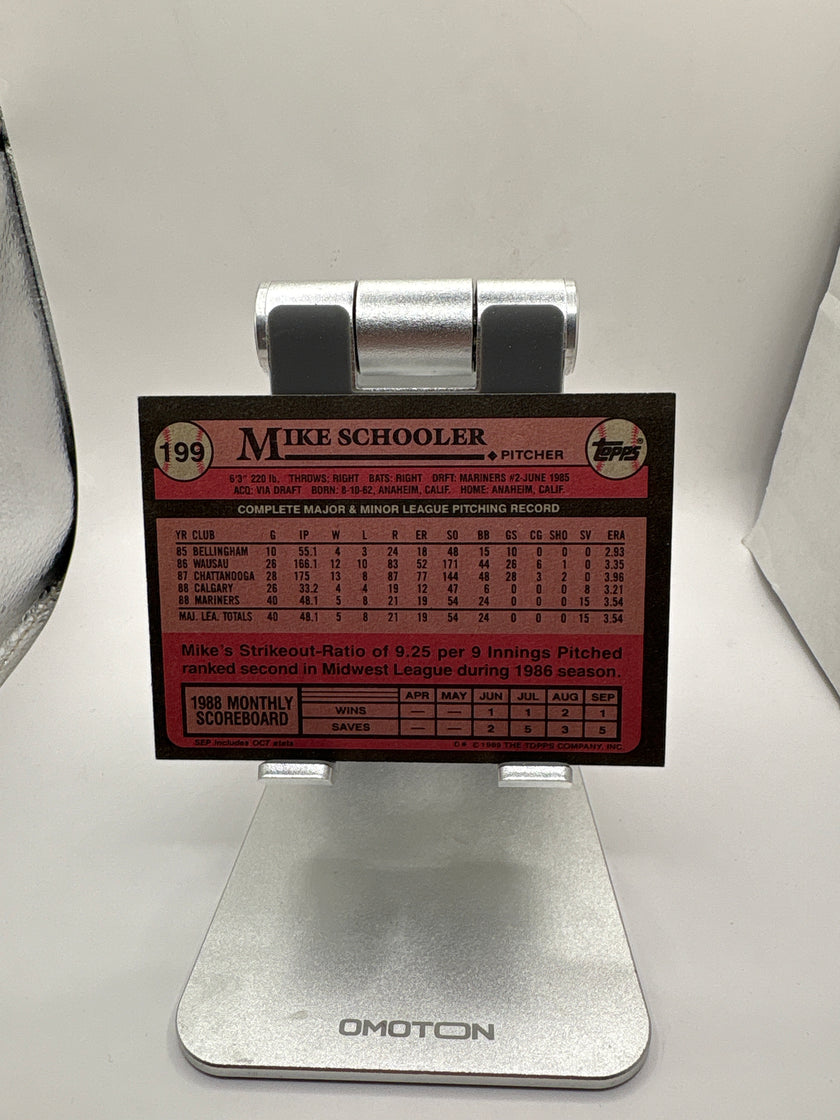 199 MIKE SCHOOLER Topps®
PITCHER
6'3" 220 lb. THROWS: RIGHT BATS: RIGHT DRFT: MARINERS #2-JUNE 1985
ACQ: VIA DRAFT BORN: 8-10-62, ANAHEIM, CALIF. HOME: ANAHEIM, CALIF.
COMPLETE MAJOR & MINOR LEAGUE PITCHING RECORD
YR CLUB G IP W L R ER SO BB GS CG SHO SV ERA
85 BELLINGHAM 10 55.1 4 3 24 18 48 15 10 0 0 0 2.93
86 WAUSAU 26 166.1 12 10 83 52 171 44 26 6 1 0 3.35
87 CHATTANOOGA 28 175 13 8 87 77 144 48 28 3 2 0 3.96
88 CALGARY 26 33.2 4 4 19 12 47 6 0 0 0 8 3.21
88 MARINERS 40 48.1 5 8 21 19 54 24 0 0 0 15 3.54
MAJ. LEA. TOTALS 40 48.1 5 8 21 19 54 24 0 0 0 15 3.54
Mike's Strikeout-Ratio of 9.25 per 9 Innings Pitched
ranked second in Midwest League during 1986 season.
1988 MONTHLY
SCOREBOARD
APR MAY JUN JUL AUG SEP
WINS — — 1 1 2 1
SAVES — — 2 5 3 5
SEP includes OCT stats
D* © 1989 THE TOPPS COMPANY, INC.
OMOTON